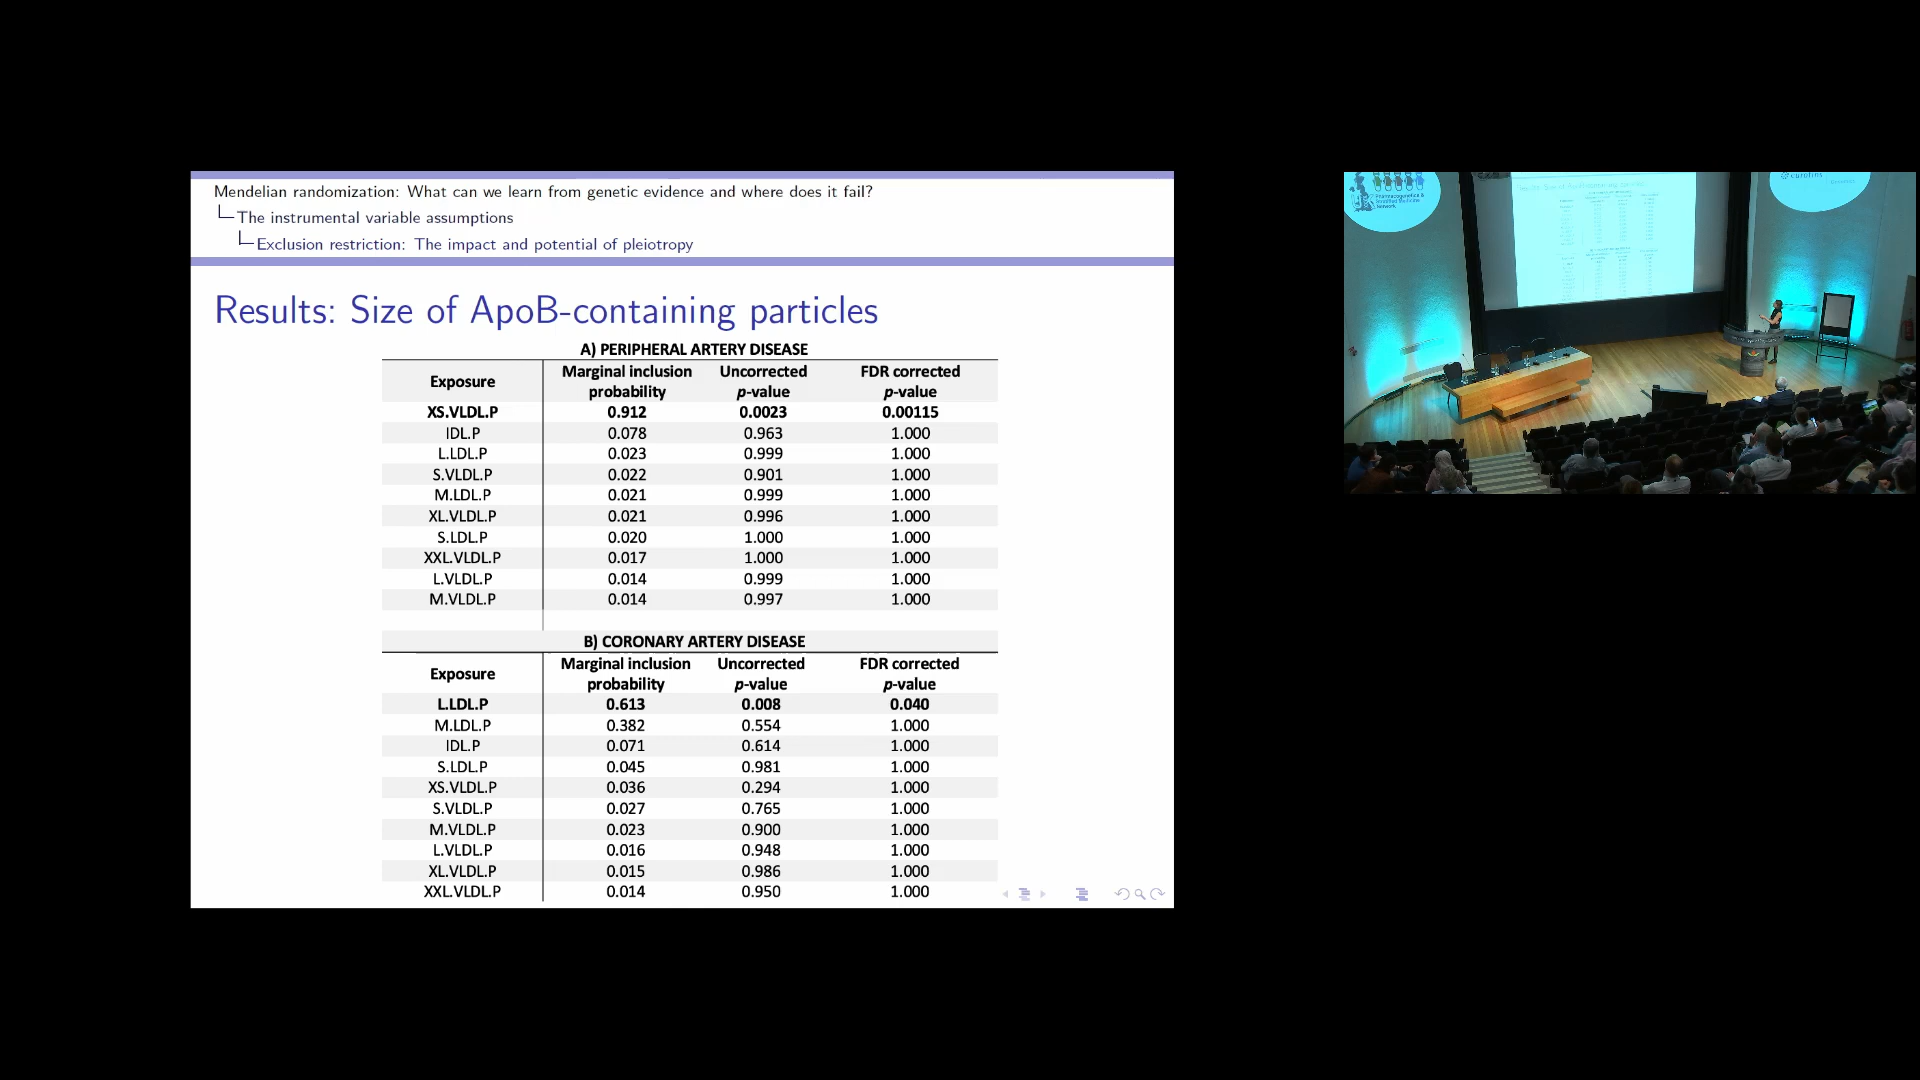 Mendelian randomization: What can we learn from genetic evidence and where does it fail?
The instrumental variable assumptions
Exclusion restriction: The impact and potential of pleiotropy
Results: Size of ApoB-containing particles
A) PERIPHERAL ARTERY DISEASE
Exposure Marginal inclusion probability Uncorrected p-value FDR corrected p-value
XS.VLDL.P 0.912 0.0023 0.00115
IDL.P 0.078 0.963 1.000
L.LDL.P 0.023 0.999 1.000
S.VLDL.P 0.022 0.901 1.000
M.LDL.P 0.021 0.999 1.000
XL.VLDL.P 0.021 0.996 1.000
S.LDL.P 0.020 1.000 1.000
XXL.VLDL.P 0.017 1.000 1.000
L.VLDL.P 0.014 0.999 1.000
M.VLDL.P 0.014 0.997 1.000
B) CORONARY ARTERY DISEASE
Exposure Marginal inclusion probability Uncorrected p-value FDR corrected p-value
L.LDL.P 0.613 0.008 0.040
M.LDL.P 0.382 0.554 1.000
IDL.P 0.071 0.614 1.000
S.LDL.P 0.045 0.981 1.000
XS.VLDL.P 0.036 0.294 1.000
S.VLDL.P 0.027 0.765 1.000
M.VLDL.P 0.023 0.900 1.000
L.VLDL.P 0.016 0.948 1.000
XL.VLDL.P 0.015 0.986 1.000
XXL.VLDL.P 0.014 0.950 1.000
Pharmacogenetics &
Stratified Medicine
Network
eurofins